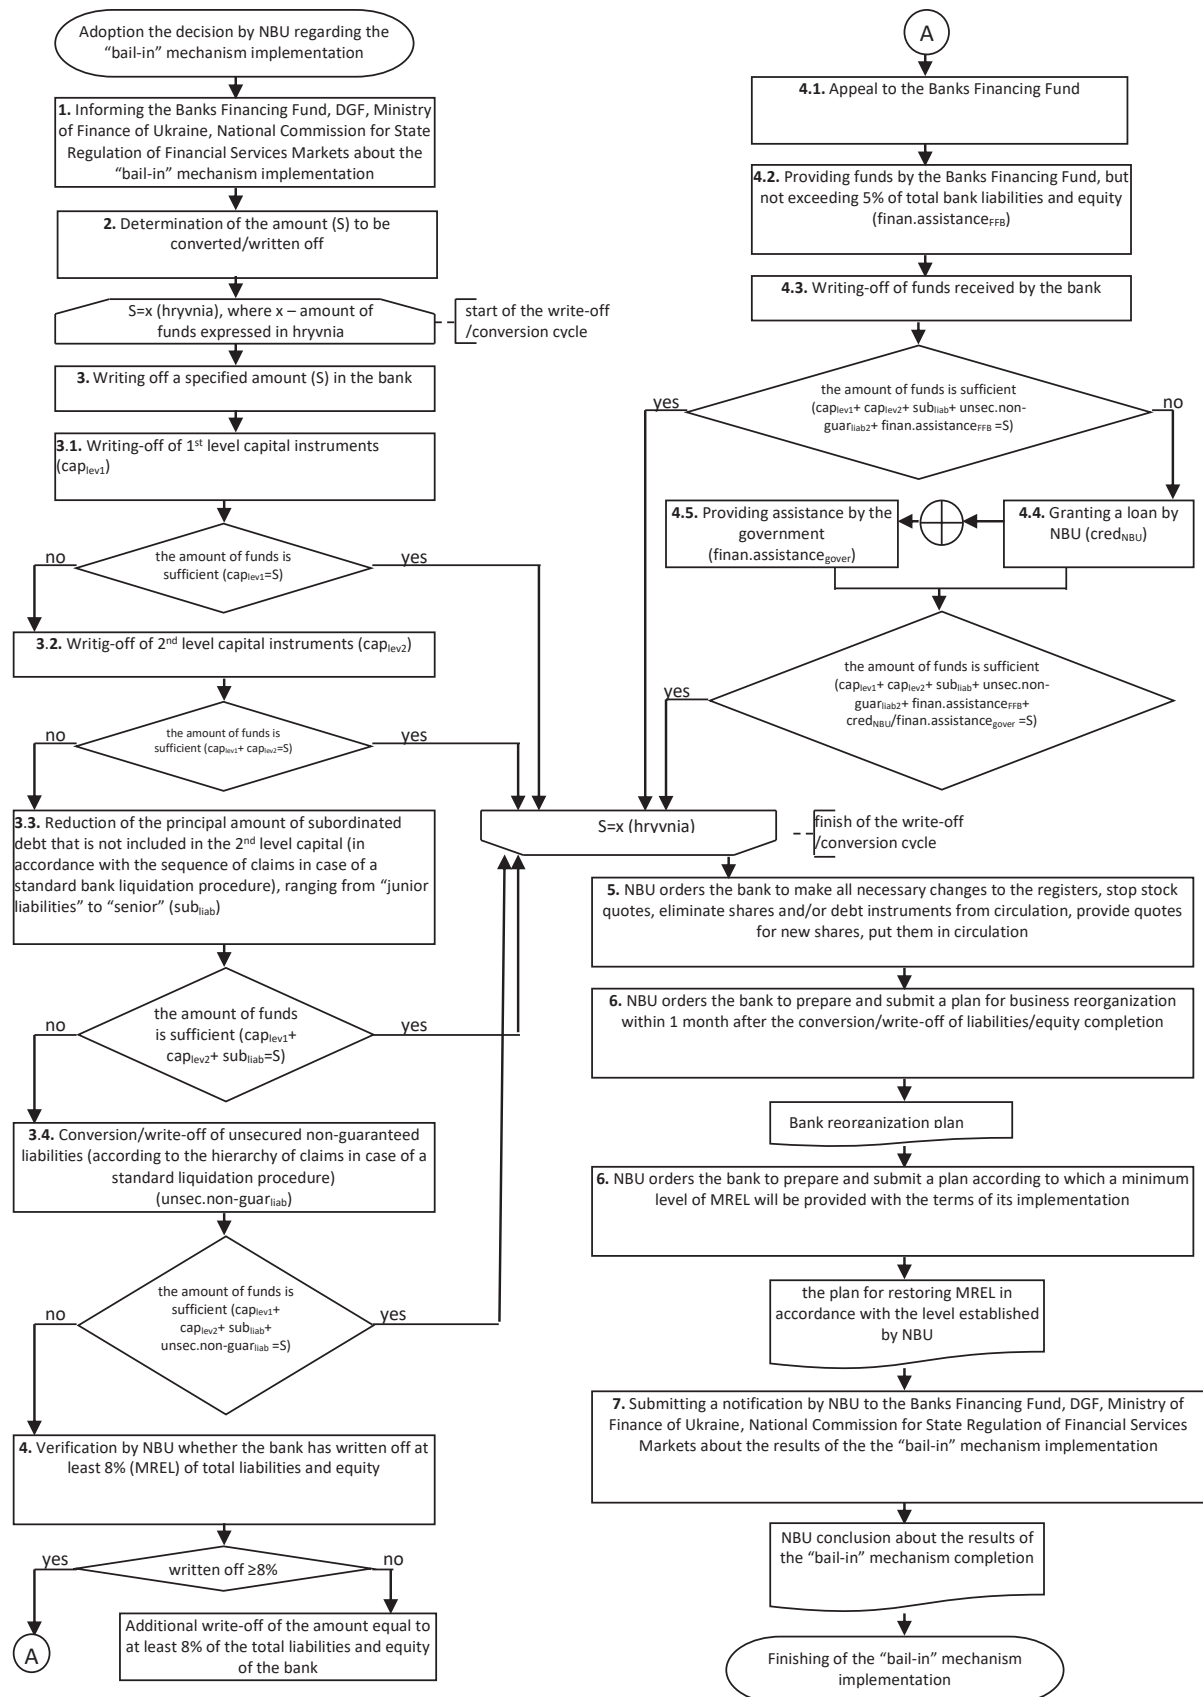 Adoption the decision by NBU regarding the
“bail-in” mechanism implementation
1. Informing the Banks Financing Fund, DGF, Ministry
of Finance of Ukraine, National Commission for State
Regulation of Financial Services Markets about the
“bail-in” mechanism implementation
2. Determination of the amount (S) to be
converted/written off
S=x (hryvnia), where x – amount of
funds expressed in hryvnia
start of the write-off
/conversion cycle
3. Writing off a specified amount (S) in the bank
3.1. Writing-off of 1st level capital instruments
(caplev1)
no
the amount of funds is
sufficient (caplev1=S)
yes
3.2. Writig-off of 2nd level capital instruments (caplev2)
no
the amount of funds is
sufficient (caplev1+ caplev2=S)
yes
3.3. Reduction of the principal amount of subordinated
debt that is not included in the 2nd level capital (in
accordance with the sequence of claims in case of a
standard bank liquidation procedure), ranging from “junior
liabilities” to “senior” (subliab)
no
the amount of funds
is sufficient (caplev1+
caplev2+ subliab=S)
yes
3.4. Conversion/write-off of unsecured non-guaranteed
liabilities (according to the hierarchy of claims in case of a
standard liquidation procedure)
(unsec.non-guarliab)
no
the amount of funds is
sufficient (caplev1+
caplev2+ subliab+
unsec.non-guarliab =S)
yes
4. Verification by NBU whether the bank has written off at
least 8% (MREL) of total liabilities and equity
yes
written off ≥8%
no
A
Additional write-off of the amount equal to
at least 8% of the total liabilities and equity
of the bank
A
4.1. Appeal to the Banks Financing Fund
4.2. Providing funds by the Banks Financing Fund, but
not exceeding 5% of total bank liabilities and equity
(finan.assistanceFFB)
4.3. Writing-off of funds received by the bank
yes
the amount of funds is sufficient
(caplev1+ caplev2+ subliab+ unsec.non-
guarliab2+ finan.assistanceFFB =S)
no
4.5. Providing assistance by the
government
(finan.assistancegover)
4.4. Granting a loan by
NBU (credNBU)
yes
the amount of funds is sufficient
(caplev1+ caplev2+ subliab+ unsec.non-
guarliab2+ finan.assistanceFFB+
credNBU/finan.assistancegover =S)
S=x (hryvnia)
finish of the write-off
/conversion cycle
5. NBU orders the bank to make all necessary changes to the registers, stop stock
quotes, eliminate shares and/or debt instruments from circulation, provide quotes
for new shares, put them in circulation
6. NBU orders the bank to prepare and submit a plan for business reorganization
within 1 month after the conversion/write-off of liabilities/equity completion
Bank reorganization plan
6. NBU orders the bank to prepare and submit a plan according to which a minimum
level of MREL will be provided with the terms of its implementation
the plan for restoring MREL in
accordance with the level established
by NBU
7. Submitting a notification by NBU to the Banks Financing Fund, DGF, Ministry of
Finance of Ukraine, National Commission for State Regulation of Financial Services
Markets about the results of the the “bail-in” mechanism implementation
NBU conclusion about the results of
the “bail-in” mechanism completion
Finishing of the “bail-in” mechanism
implementation